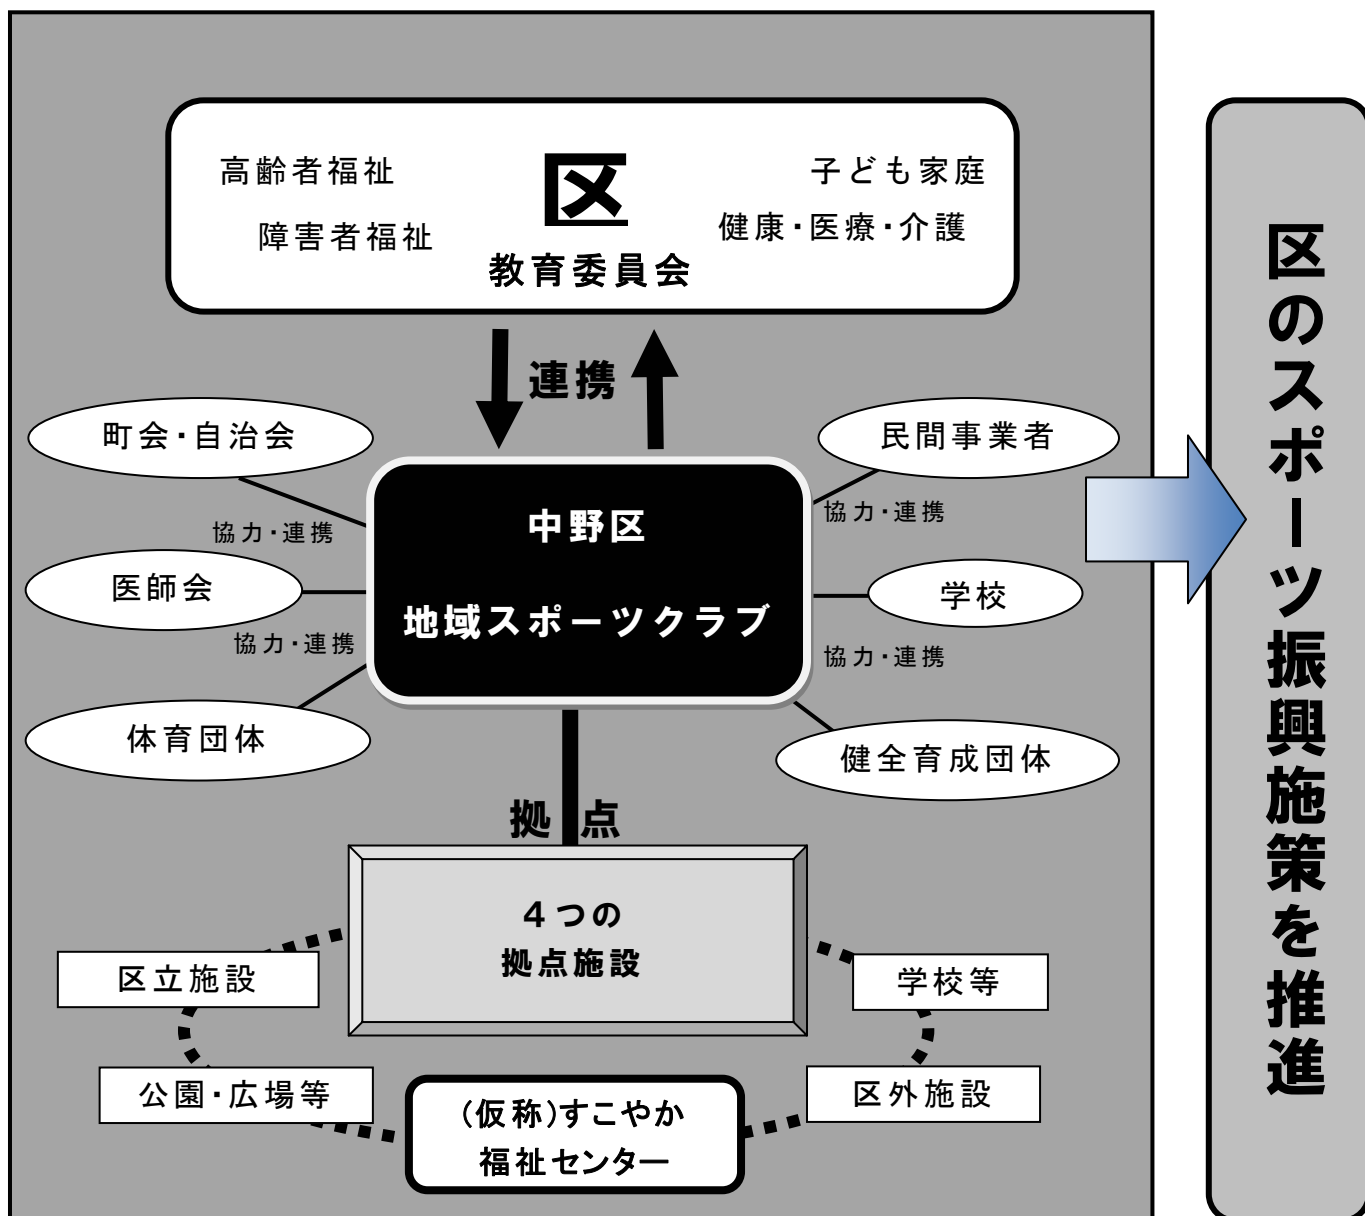 高齢者福祉
障害者福祉
区
教育委員会
子ども家庭
健康・医療・介護
連携
町会・自治会
民間事業者
協力・連携
協力・連携
中野区
地域スポーツクラブ
医師会
学校
協力・連携
協力・連携
体育団体
健全育成団体
拠点
４つの
拠点施設
区立施設
学校等
公園・広場等
区外施設
(仮称)すこやか
福祉センター
区のスポーツ振興施策を推進